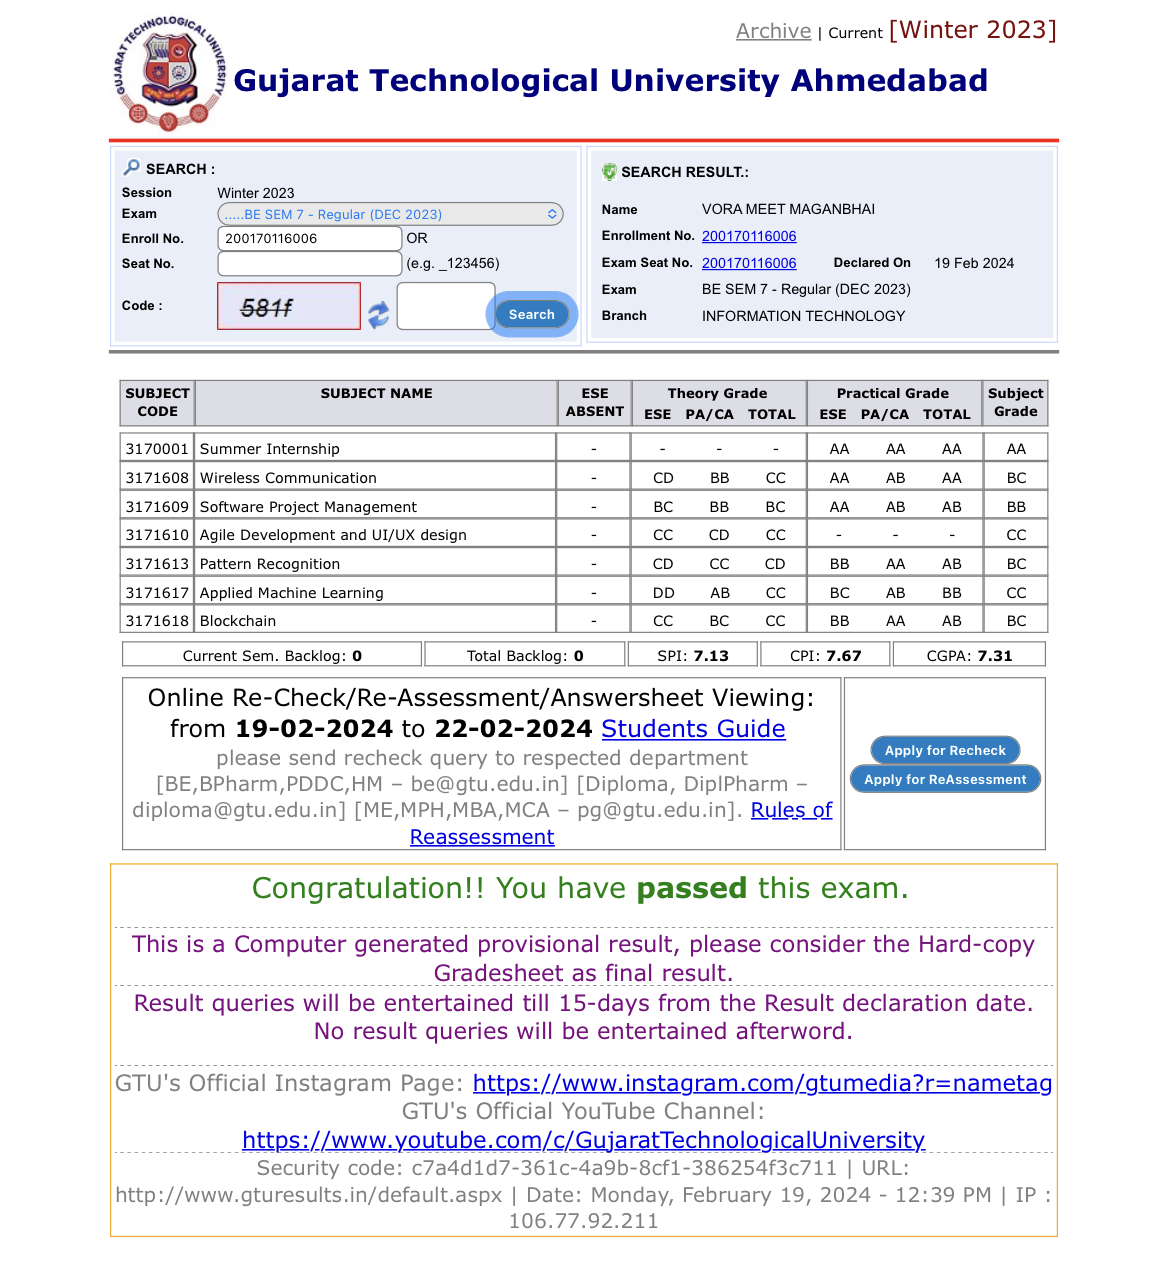 Archive | Current [Winter 2023]
GUJARAT TECHNOLOGICAL UNIVERSITY
Gujarat Technological University Ahmedabad
SEARCH :
Session Winter 2023
Exam .....BE SEM 7 - Regular (DEC 2023)
Enroll No. 200170116006 OR
Seat No. (e.g. _123456)
Code : 581f Search
SEARCH RESULT.:
Name VORA MEET MAGANBHAI
Enrollment No. 200170116006
Exam Seat No. 200170116006 Declared On 19 Feb 2024
Exam BE SEM 7 - Regular (DEC 2023)
Branch INFORMATION TECHNOLOGY
SUBJECT CODE SUBJECT NAME ESE ABSENT Theory Grade Practical Grade Subject Grade
ESE PA/CA TOTAL ESE PA/CA TOTAL
3170001 Summer Internship - - - - AA AA AA AA
3171608 Wireless Communication - CD BB CC AA AB AA BC
3171609 Software Project Management - BC BB BC AA AB AB BB
3171610 Agile Development and UI/UX design - CC CD CC - - - CC
3171613 Pattern Recognition - CD CC CD BB AA AB BC
3171617 Applied Machine Learning - DD AB CC BC AB BB CC
3171618 Blockchain - CC BC CC BB AA AB BC
Current Sem. Backlog: 0 Total Backlog: 0 SPI: 7.13 CPI: 7.67 CGPA: 7.31
Online Re-Check/Re-Assessment/Answersheet Viewing:
from 19-02-2024 to 22-02-2024 Students Guide
please send recheck query to respected department
[BE,BPharm,PDDC,HM – be@gtu.edu.in] [Diploma, DiplPharm –
diploma@gtu.edu.in] [ME,MPH,MBA,MCA – pg@gtu.edu.in]. Rules of
Reassessment
Apply for Recheck
Apply for ReAssessment
Congratulation!! You have passed this exam.
This is a Computer generated provisional result, please consider the Hard-copy
Gradesheet as final result.
Result queries will be entertained till 15-days from the Result declaration date.
No result queries will be entertained afterword.
GTU's Official Instagram Page: https://www.instagram.com/gtumedia?r=nametag
GTU's Official YouTube Channel:
https://www.youtube.com/c/GujaratTechnologicalUniversity
Security code: c7a4d1d7-361c-4a9b-8cf1-386254f3c711 | URL:
http://www.gturesults.in/default.aspx | Date: Monday, February 19, 2024 - 12:39 PM | IP :
106.77.92.211